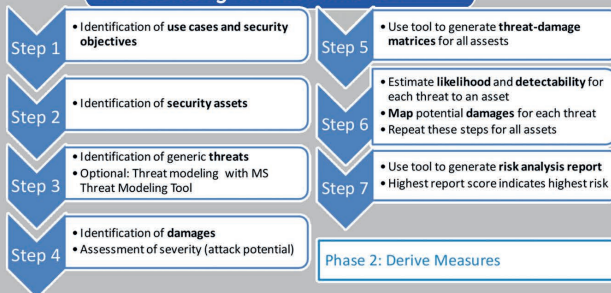 Step 1
• Identification of use cases and security
objectives
Step 2
• Identification of security assets
Step 3
• Identification of generic threats
• Optional: Threat modeling with MS
Threat Modeling Tool
Step 4
• Identification of damages
• Assessment of severity (attack potential)
Step 5
• Use tool to generate threat-damage
matrices for all assests
Step 6
• Estimate likelihood and detectability for
each threat to an asset
• Map potential damages for each threat
• Repeat these steps for all assets
Step 7
• Use tool to generate risk analysis report
• Highest report score indicates highest risk
Phase 2: Derive Measures